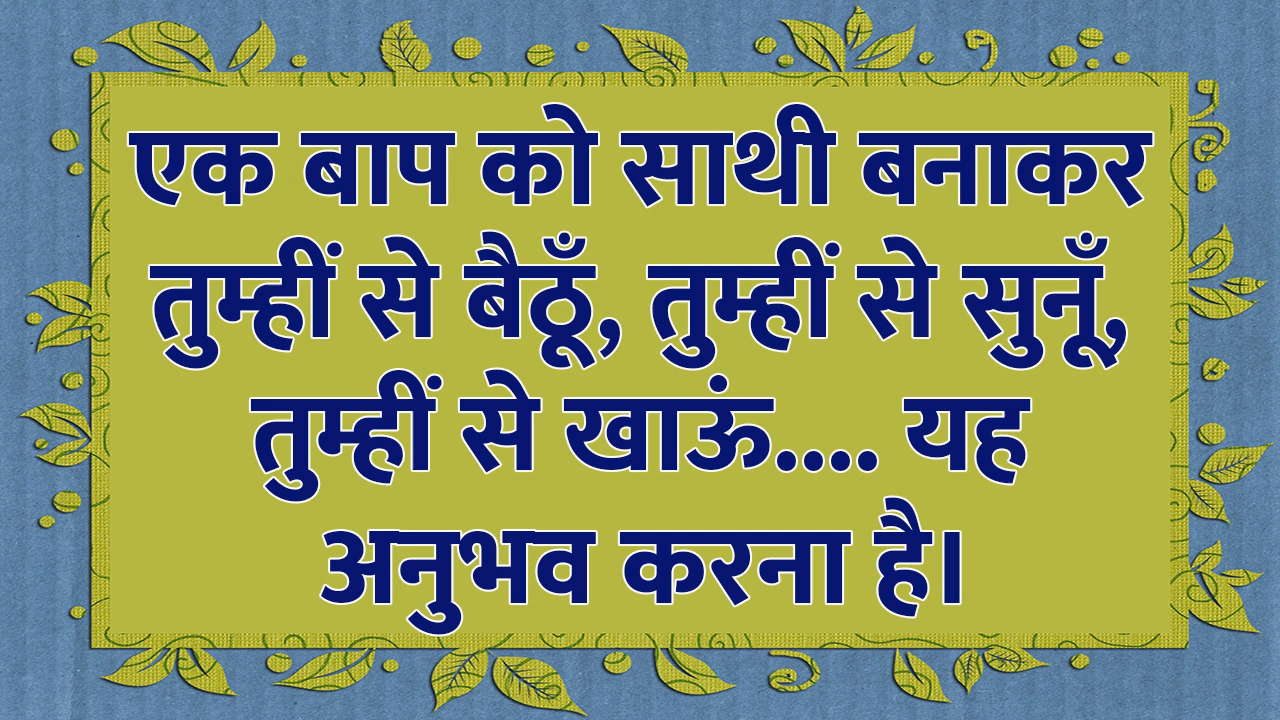 एक बाप को साथी बनाकर
तुम्हीं से बैठूँ, तुम्हीं से सुनूँ,
तुम्हीं से खाऊं.... यह
अनुभव करना है।